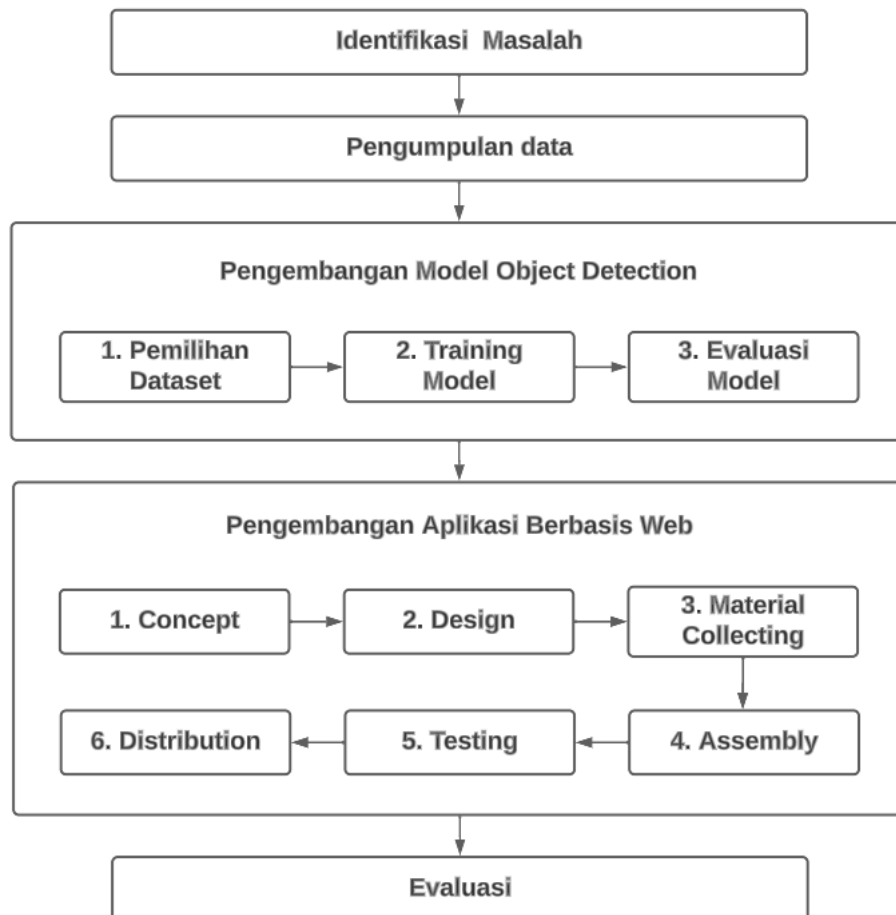 Identifikasi Masalah
Pengumpulan data
Pengembangan Model Object Detection
1. Pemilihan
Dataset
2. Training
Model
3. Evaluasi
Model
Pengembangan Aplikasi Berbasis Web
1. Concept
2. Design
3. Material
Collecting
4. Assembly
5. Testing
6. Distribution
Evaluasi